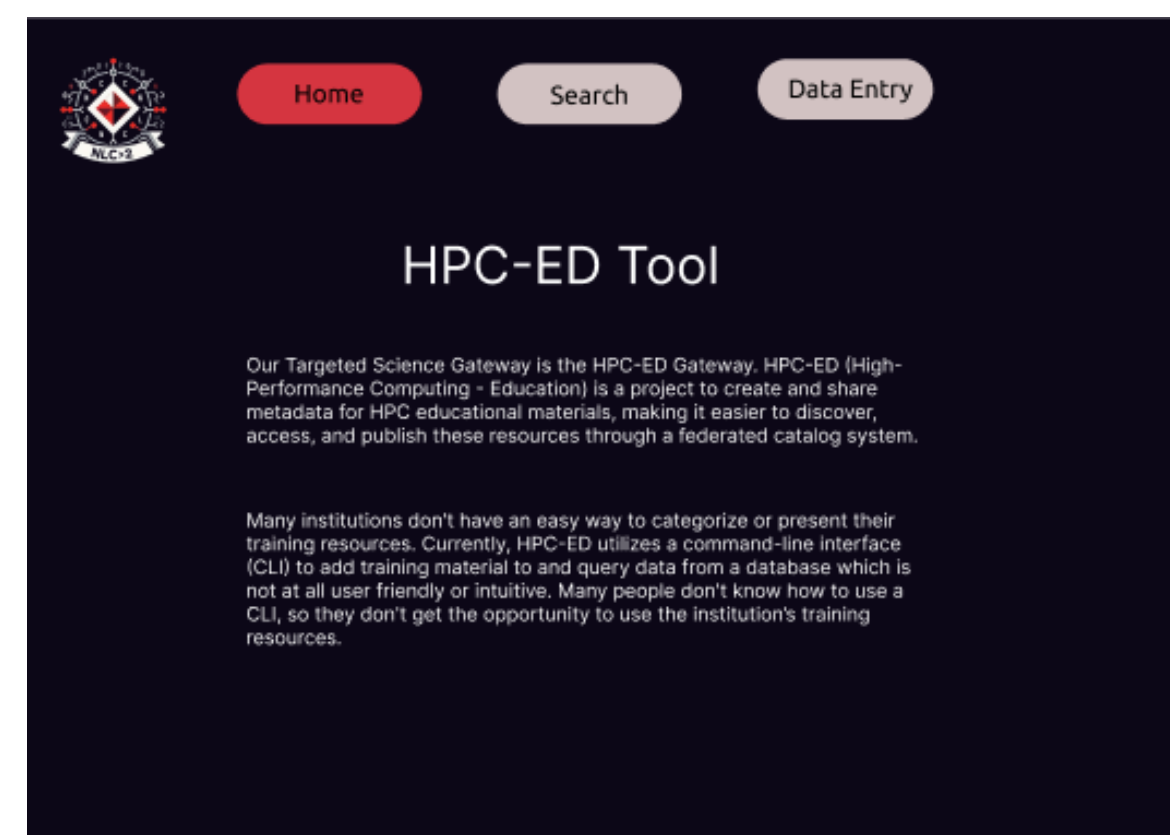 Home
Search
Data Entry
NLC>2
HPC-ED Tool
Our Targeted Science Gateway is the HPC-ED Gateway. HPC-ED (High-
Performance Computing - Education) is a project to create and share
metadata for HPC educational materials, making it easier to discover,
access, and publish these resources through a federated catalog system.
Many institutions don't have an easy way to categorize or present their
training resources. Currently, HPC-ED utilizes a command-line interface
(CLI) to add training material to and query data from a database which is
not at all user friendly or intuitive. Many people don't know how to use a
CLI, so they don't get the opportunity to use the institution's training
resources.